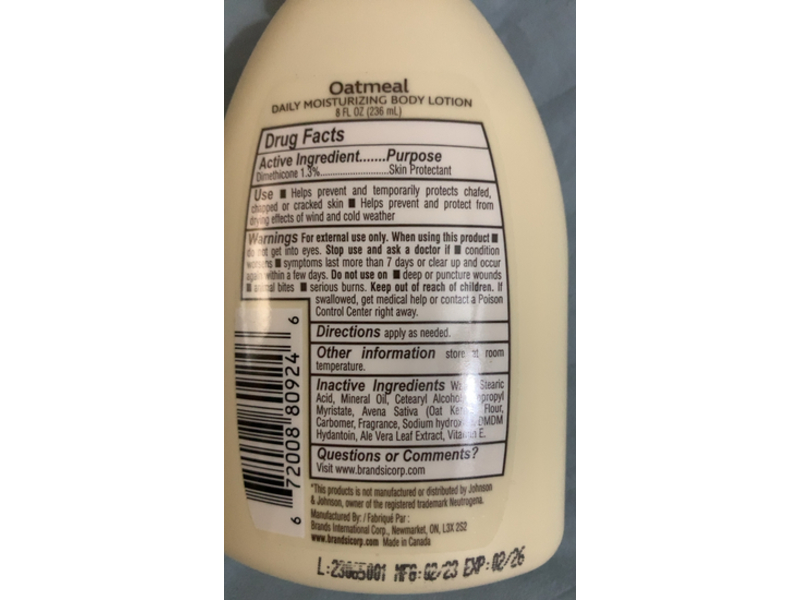 Oatmeal
DAILY MOISTURIZING BODY LOTION
8 FL OZ (236 mL)
Drug Facts
Active Ingredient.......Purpose
Dimethicone 1.3%........................Skin Protectant
Use ■ Helps prevent and temporarily protects chafed,
chapped or cracked skin ■ Helps prevent and protect from
drying effects of wind and cold weather
Warnings For external use only. When using this product ■
do not get into eyes. Stop use and ask a doctor if ■ condition
worsens ■ symptoms last more than 7 days or clear up and occur
again within a few days. Do not use on ■ deep or puncture wounds
■ animal bites ■ serious burns. Keep out of reach of children. If
swallowed, get medical help or contact a Poison
Control Center right away.
Directions apply as needed.
Other information store at room
temperature.
Inactive Ingredients Stearic
Acid, Mineral Oil, Cetearyl Alcohol,
Myristate, Avena Sativa (Oat Flour,
Carbomer, Fragrance, Sodium DMDM
Hydantoin, Ale Vera Leaf Extract, Vitamin E.
Questions or Comments?
Visit www.brandsicorp.com
*This products is not manufactured or distributed by Johnson
& Johnson, owner of the registered trademark Neutrogena.
Manufactured By: / Fabriqué Par :
Brands International Corp., Newmarket, ON, L3X 2S2
www.brandsicorp.com Made in Canada
6 72008 80924 6
L:23065001 MFG:02/23 EXP:02/26